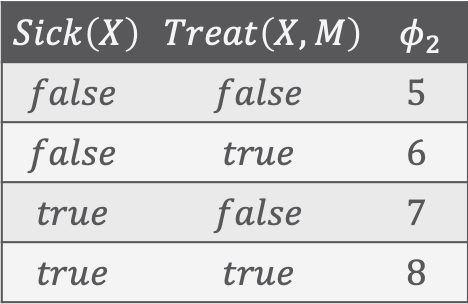 Sick(X) Treat(X, M) ϕ₂
false false 5
false true 6
true false 7
true true 8